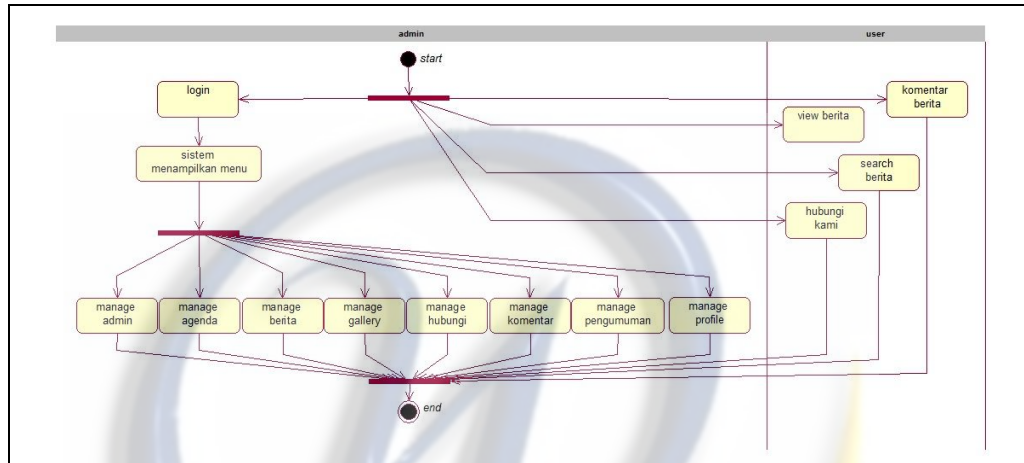 admin
user
start
login
komentar
berita
view berita
sistem
menampilkan menu
search
berita
hubungi
kami
manage
admin
manage
agenda
manage
berita
manage
gallery
manage
hubungi
manage
komentar
manage
pengumuman
manage
profile
end